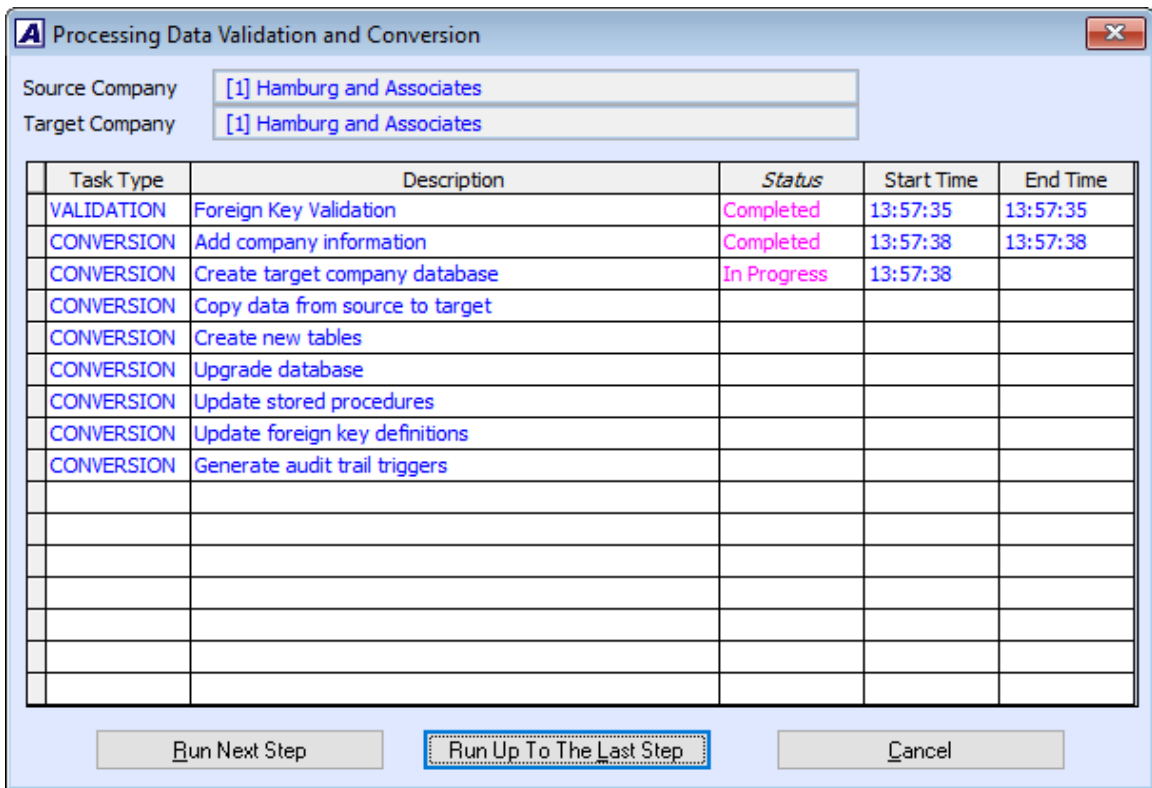 Processing Data Validation and Conversion
Source Company [1] Hamburg and Associates
Target Company [1] Hamburg and Associates
Task Type Description Status Start Time End Time
VALIDATION Foreign Key Validation Completed 13:57:35 13:57:35
CONVERSION Add company information Completed 13:57:38 13:57:38
CONVERSION Create target company database In Progress 13:57:38
CONVERSION Copy data from source to target
CONVERSION Create new tables
CONVERSION Upgrade database
CONVERSION Update stored procedures
CONVERSION Update foreign key definitions
CONVERSION Generate audit trail triggers
Run Next Step Run Up To The Last Step Cancel